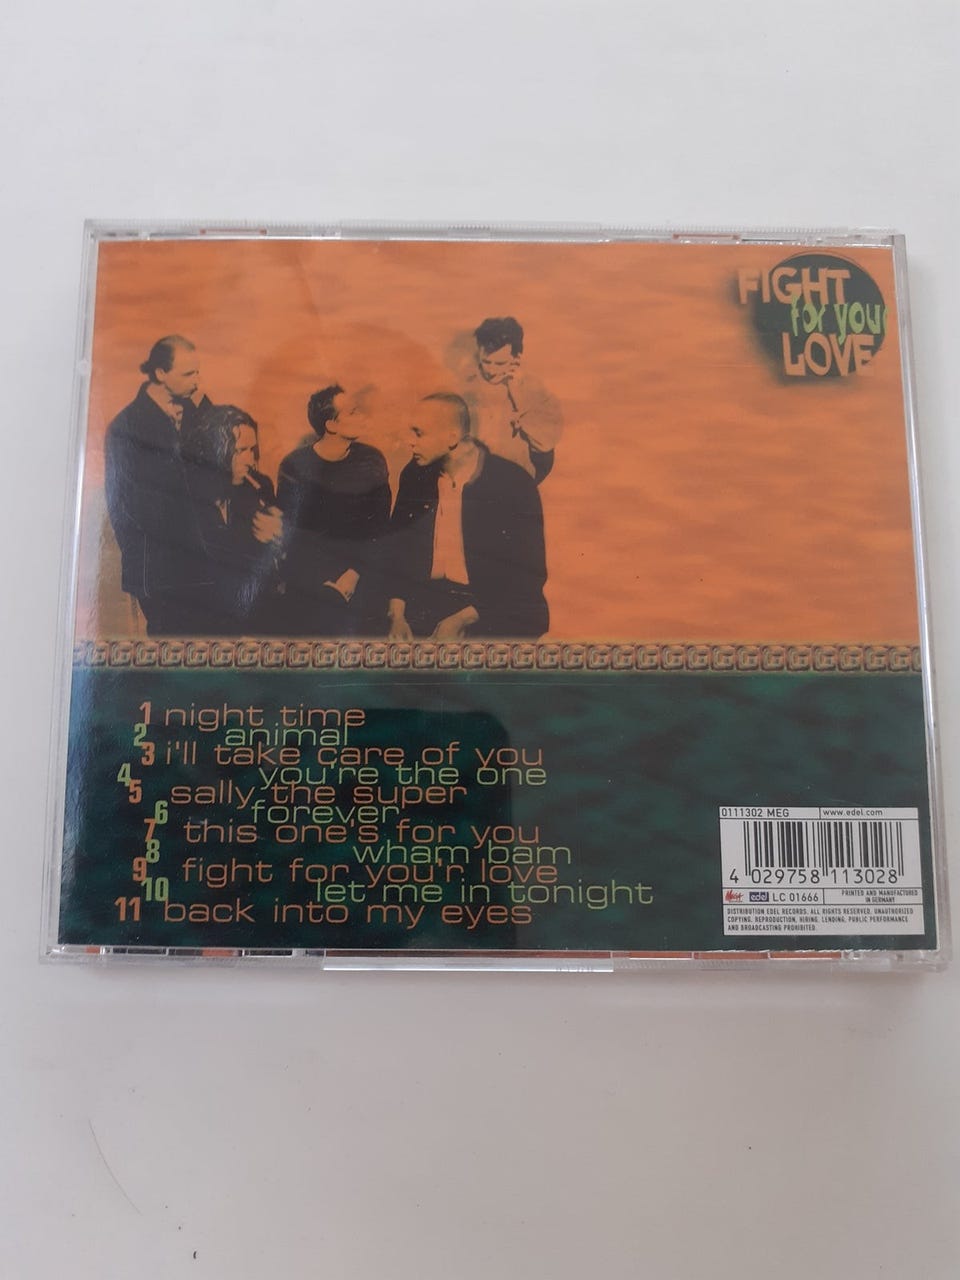 FIGHT
for your
LOVE
1 night time
2 animal
3 i'll take care of you
4 you're the one
5 sally the super
6 forever
7 this one's for you
8 wham bam
9 fight for you'r love
10 let me in tonight
11 back into my eyes
0111302 MEG www.edel.com
4 029758 113028
MEGA edel LC 01666 PRINTED AND MANUFACTURED
IN GERMANY
DISTRIBUTION EDEL RECORDS. ALL RIGHTS RESERVED. UNAUTHORIZED
COPYING. REPRODUCTION, HIRING, LENDING, PUBLIC PERFORMANCE
AND BROADCASTING PROHIBITED.